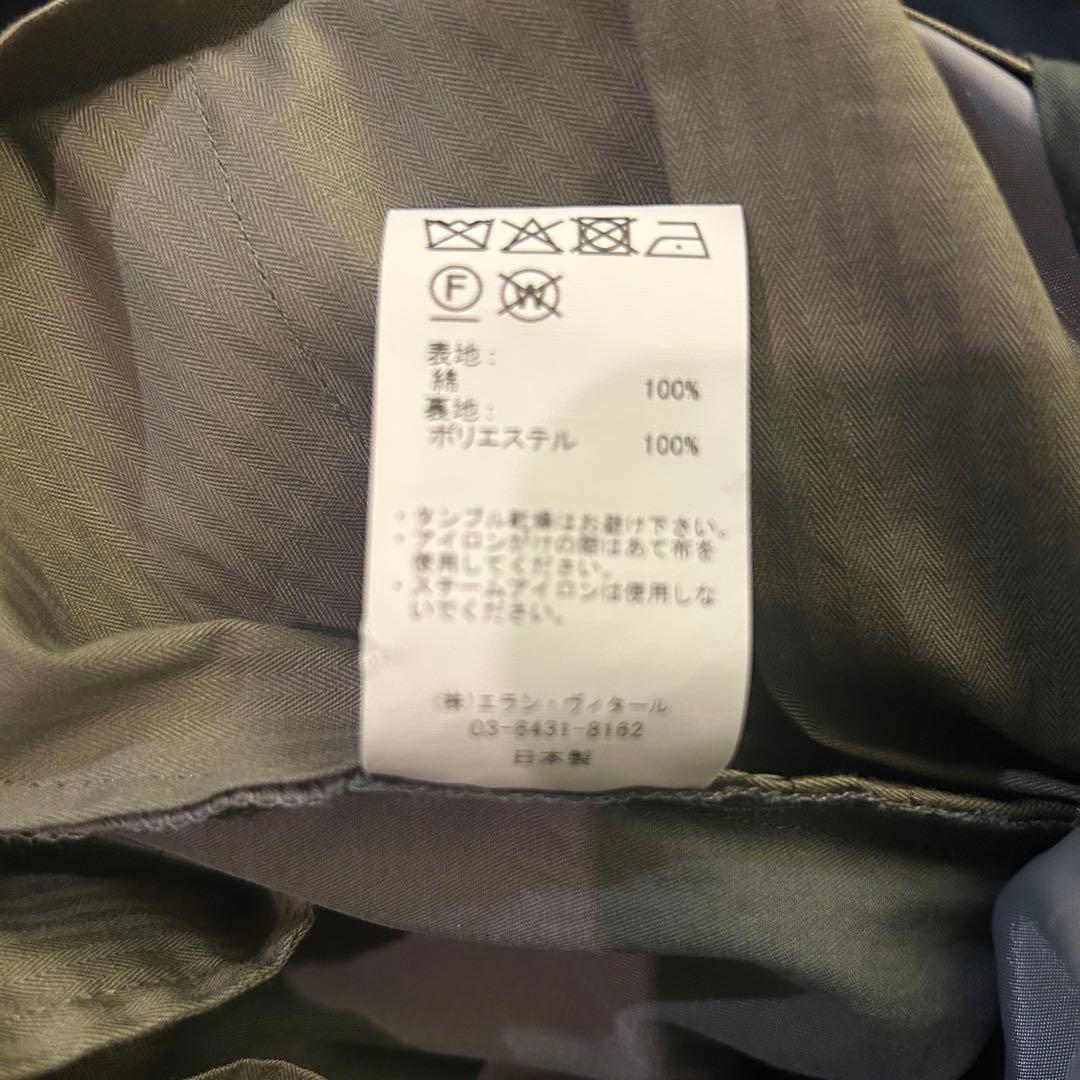 F W
表地:
綿 100%
裏地:
ポリエステル 100%
・タンブル乾燥はお避け下さい。
・アイロンがけの際はあて布を
使用してください。
・スチームアイロンは使用しな
いでください。
(株)エラン・ヴィタール
03-6431-8162
日本製